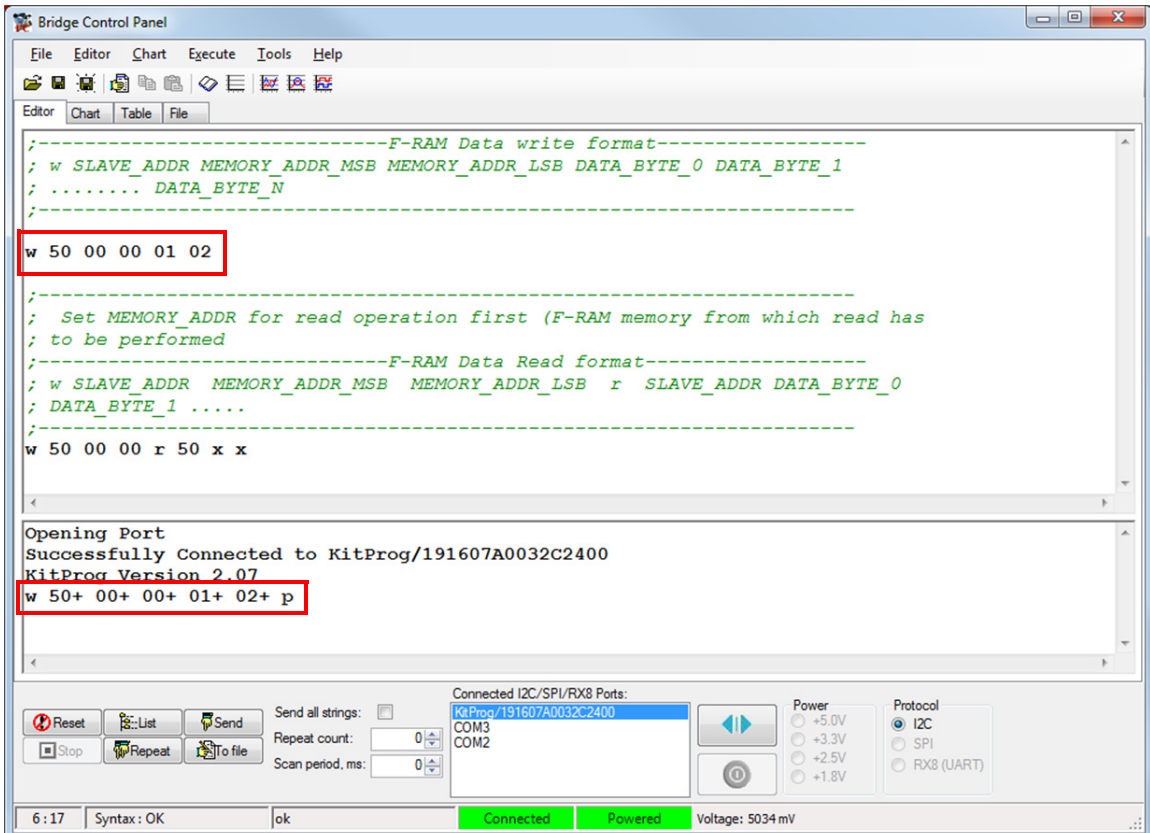 Bridge Control Panel
File Editor Chart Execute Tools Help
Editor Chart Table File
;------------------------------F-RAM Data write format------------------
; w SLAVE_ADDR MEMORY_ADDR_MSB MEMORY_ADDR_LSB DATA_BYTE_0 DATA_BYTE_1
; ........ DATA_BYTE_N
;----------------------------------------------------------------------
w 50 00 00 01 02
;----------------------------------------------------------------------
;  Set MEMORY_ADDR for read operation first (F-RAM memory from which read has
; to be performed
;------------------------------F-RAM Data Read format-------------------
; w SLAVE_ADDR  MEMORY_ADDR_MSB  MEMORY_ADDR_LSB  r  SLAVE_ADDR DATA_BYTE_0
; DATA_BYTE_1 .....
;----------------------------------------------------------------------
w 50 00 00 r 50 x x
Opening Port
Successfully Connected to KitProg/191607A0032C2400
KitProg Version 2.07
w 50+ 00+ 00+ 01+ 02+ p
Reset List Send
Stop Repeat To file
Send all strings:
Repeat count: 0
Scan period, ms: 0
Connected I2C/SPI/RX8 Ports:
KitProg/191607A0032C2400
COM3
COM2
Power
+5.0V
+3.3V
+2.5V
+1.8V
Protocol
I2C
SPI
RX8 (UART)
6:17 Syntax: OK ok Connected Powered Voltage: 5034 mV